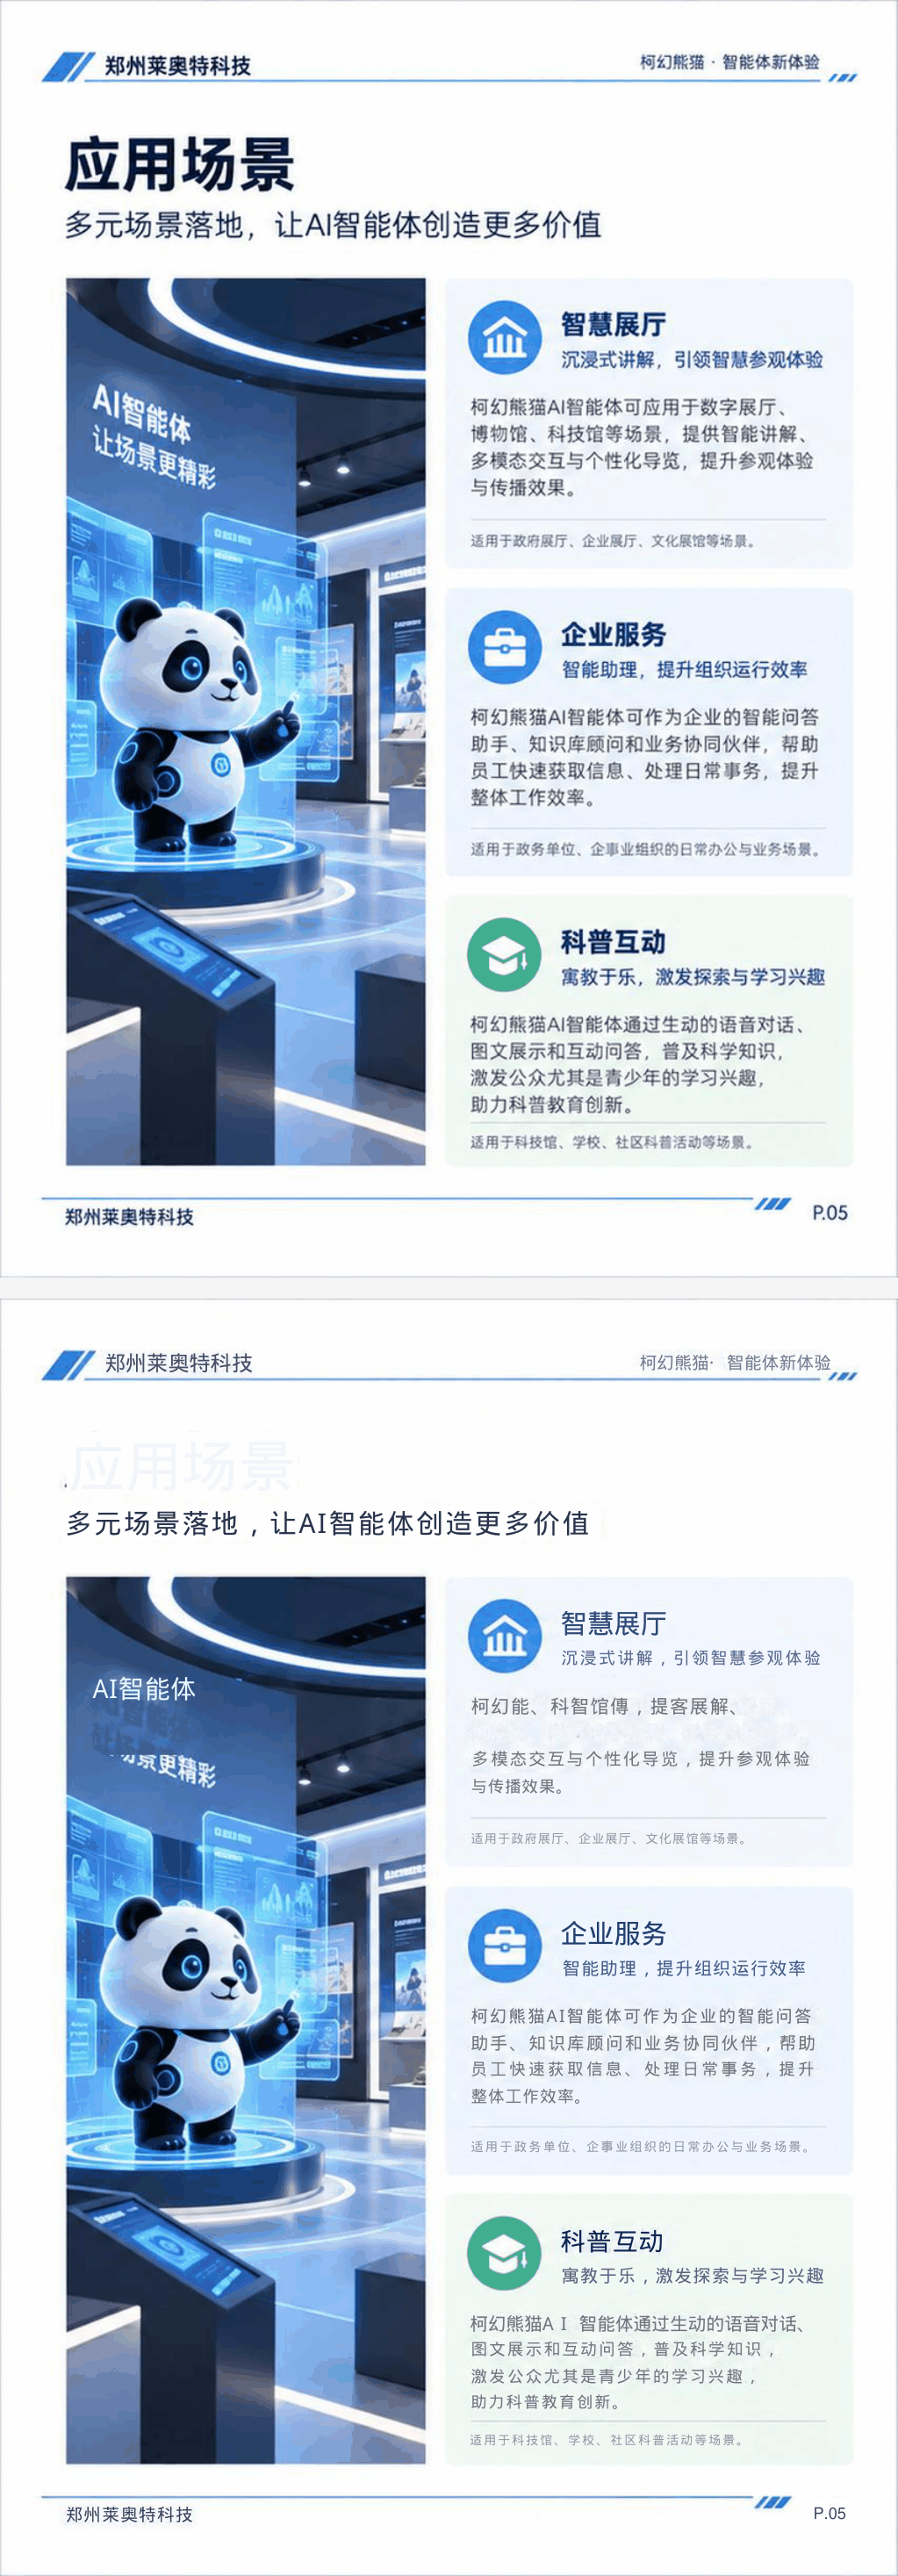 郑州莱奥特科技
柯幻熊猫 · 智能体新体验
应用场景
多元场景落地，让AI智能体创造更多价值
AI智能体
让场景更精彩
智慧展厅
沉浸式讲解，引领智慧参观体验
柯幻熊猫AI智能体可应用于数字展厅、
博物馆、科技馆等场景，提供智能讲解、
多模态交互与个性化导览，提升参观体验
与传播效果。
适用于政府展厅、企业展厅、文化展馆等场景。
企业服务
智能助理，提升组织运行效率
柯幻熊猫AI智能体可作为企业的智能问答
助手、知识库顾问和业务协同伙伴，帮助
员工快速获取信息、处理日常事务，提升
整体工作效率。
适用于政务单位、企事业组织的日常办公与业务场景。
科普互动
寓教于乐，激发探索与学习兴趣
柯幻熊猫AI智能体通过生动的语音对话、
图文展示和互动问答，普及科学知识，
激发公众尤其是青少年的学习兴趣，
助力科普教育创新。
适用于科技馆、学校、社区科普活动等场景。
郑州莱奥特科技
P.05
郑州莱奥特科技
柯幻熊猫· 智能体新体验
应用场景
多元场景落地，让AI智能体创造更多价值
AI智能体
场景更精彩
智慧展厅
沉浸式讲解，引领智慧参观体验
柯幻能、科智馆傳，提客展解、
多模态交互与个性化导览，提升参观体验
与传播效果。
适用于政府展厅、企业展厅、文化展馆等场景。
企业服务
智能助理，提升组织运行效率
柯幻熊猫AI智能体可作为企业的智能问答
助手、知识库顾问和业务协同伙伴，帮助
员工快速获取信息、处理日常事务，提升
整体工作效率。
适用于政务单位、企事业组织的日常办公与业务场景。
科普互动
寓教于乐，激发探索与学习兴趣
柯幻熊猫A I 智能体通过生动的语音对话、
图文展示和互动问答，普及科学知识，
激发公众尤其是青少年的学习兴趣，
助力科普教育创新。
适用于科技馆、学校、社区科普活动等场景。
郑州莱奥特科技
P.05